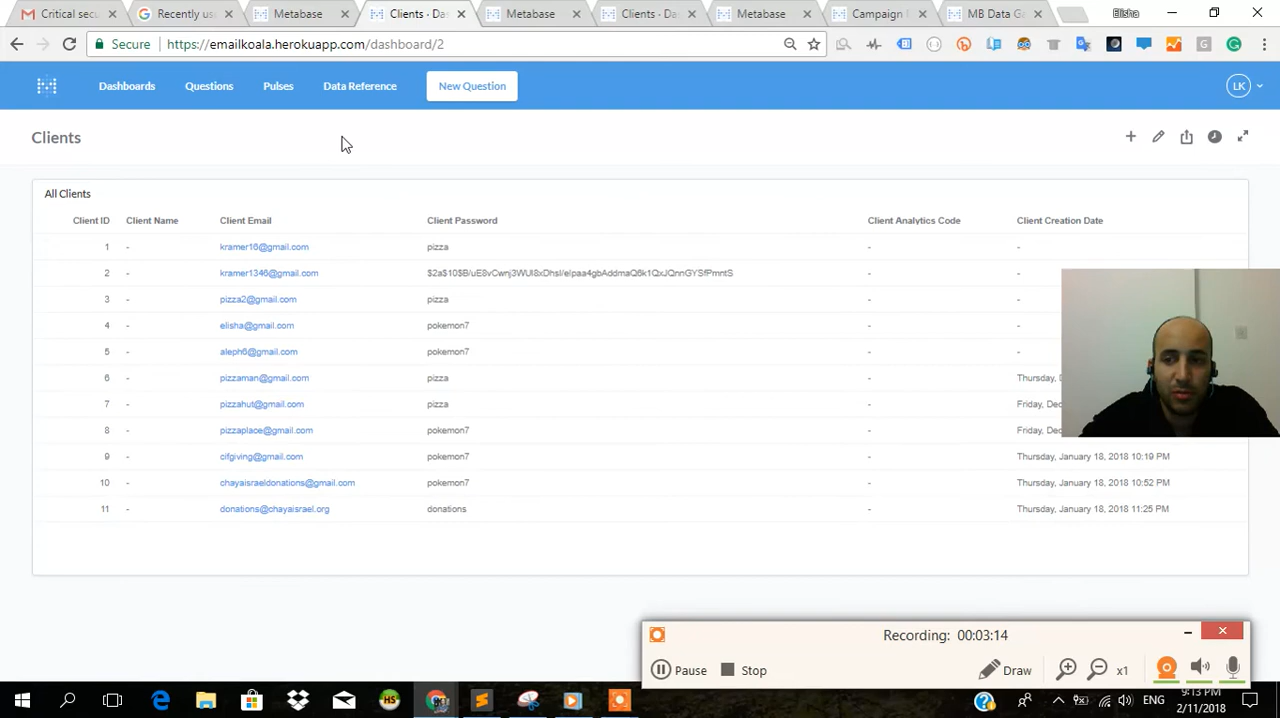 Critical secu
Recently us
Metabase
Clients · Das
Metabase
Clients · Da
Metabase
Campaign
MB Data Ga
Elisha
Secure
https://emailkoala.herokuapp.com/dashboard/2
Dashboards
Questions
Pulses
Data Reference
New Question
LK
Clients
All Clients
Client ID Client Name Client Email Client Password Client Analytics Code Client Creation Date
1 - kramer16@gmail.com pizza - -
2 - kramer1346@gmail.com - -
3 - pizza2@gmail.com pizza - -
4 - elisha@gmail.com pokemon7 - -
5 - aleph6@gmail.com pokemon7 - -
6 - pizzaman@gmail.com pizza - Thursday,
7 - pizzahut@gmail.com pizza - Friday, Dec
8 - pizzaplace@gmail.com pokemon7 - Friday, Dec
9 - cifgiving@gmail.com pokemon7 - Thursday, January 18, 2018 10:19 PM
10 - chayaisraeldonations@gmail.com pokemon7 - Thursday, January 18, 2018 10:52 PM
11 - donations@chayaisrael.org donations - Thursday, January 18, 2018 11:25 PM
Recording: 00:03:14
Pause
Stop
Draw
x1
HS
ENG
9:13 PM
2/11/2018